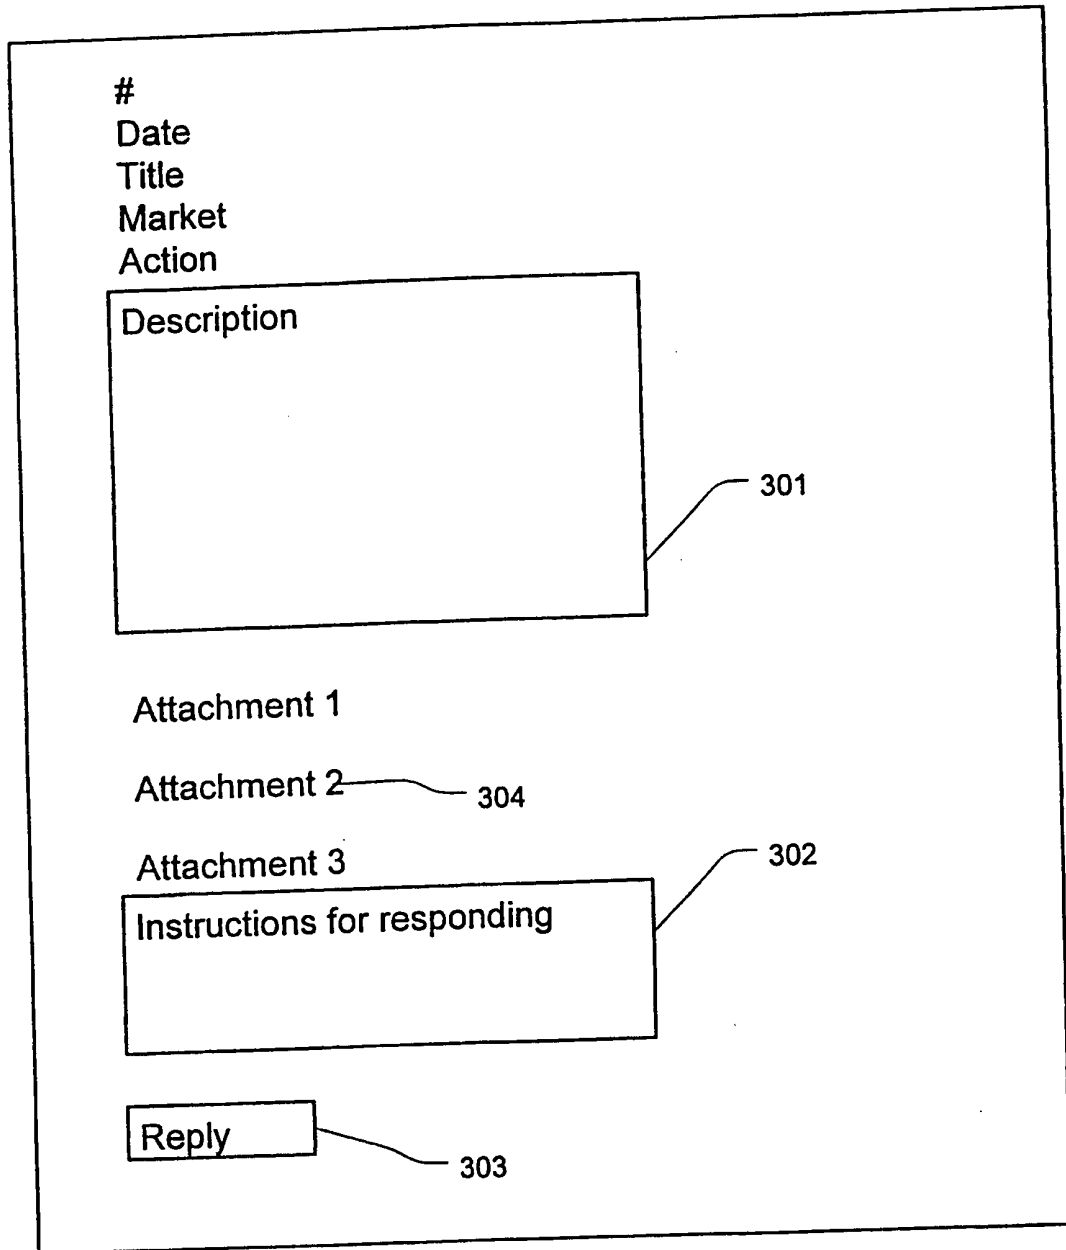 #
Date
Title
Market
Action
Description
301
Attachment 1
Attachment 2
304
Attachment 3
302
Instructions for responding
Reply
303